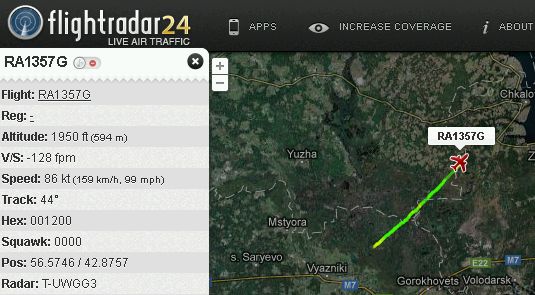 flightradar24
LIVE AIR TRAFFIC
APPS
INCREASE COVERAGE
ABOUT
RA1357G
Flight: RA1357G
Reg: -
Altitude: 1950 ft (594 m)
V/S: -128 fpm
Speed: 86 kt (159 km/h, 99 mph)
Track: 44°
Hex: 001200
Squawk: 0000
Pos: 56.5746 / 42.8757
Radar: T-UWGG3
+
-
Chkalo
RA1357G
Yuzha
Z
Mstyora
s. Saryevo
Vyazniki
M7
Gorokhovets
E22
Volodarsk
M7